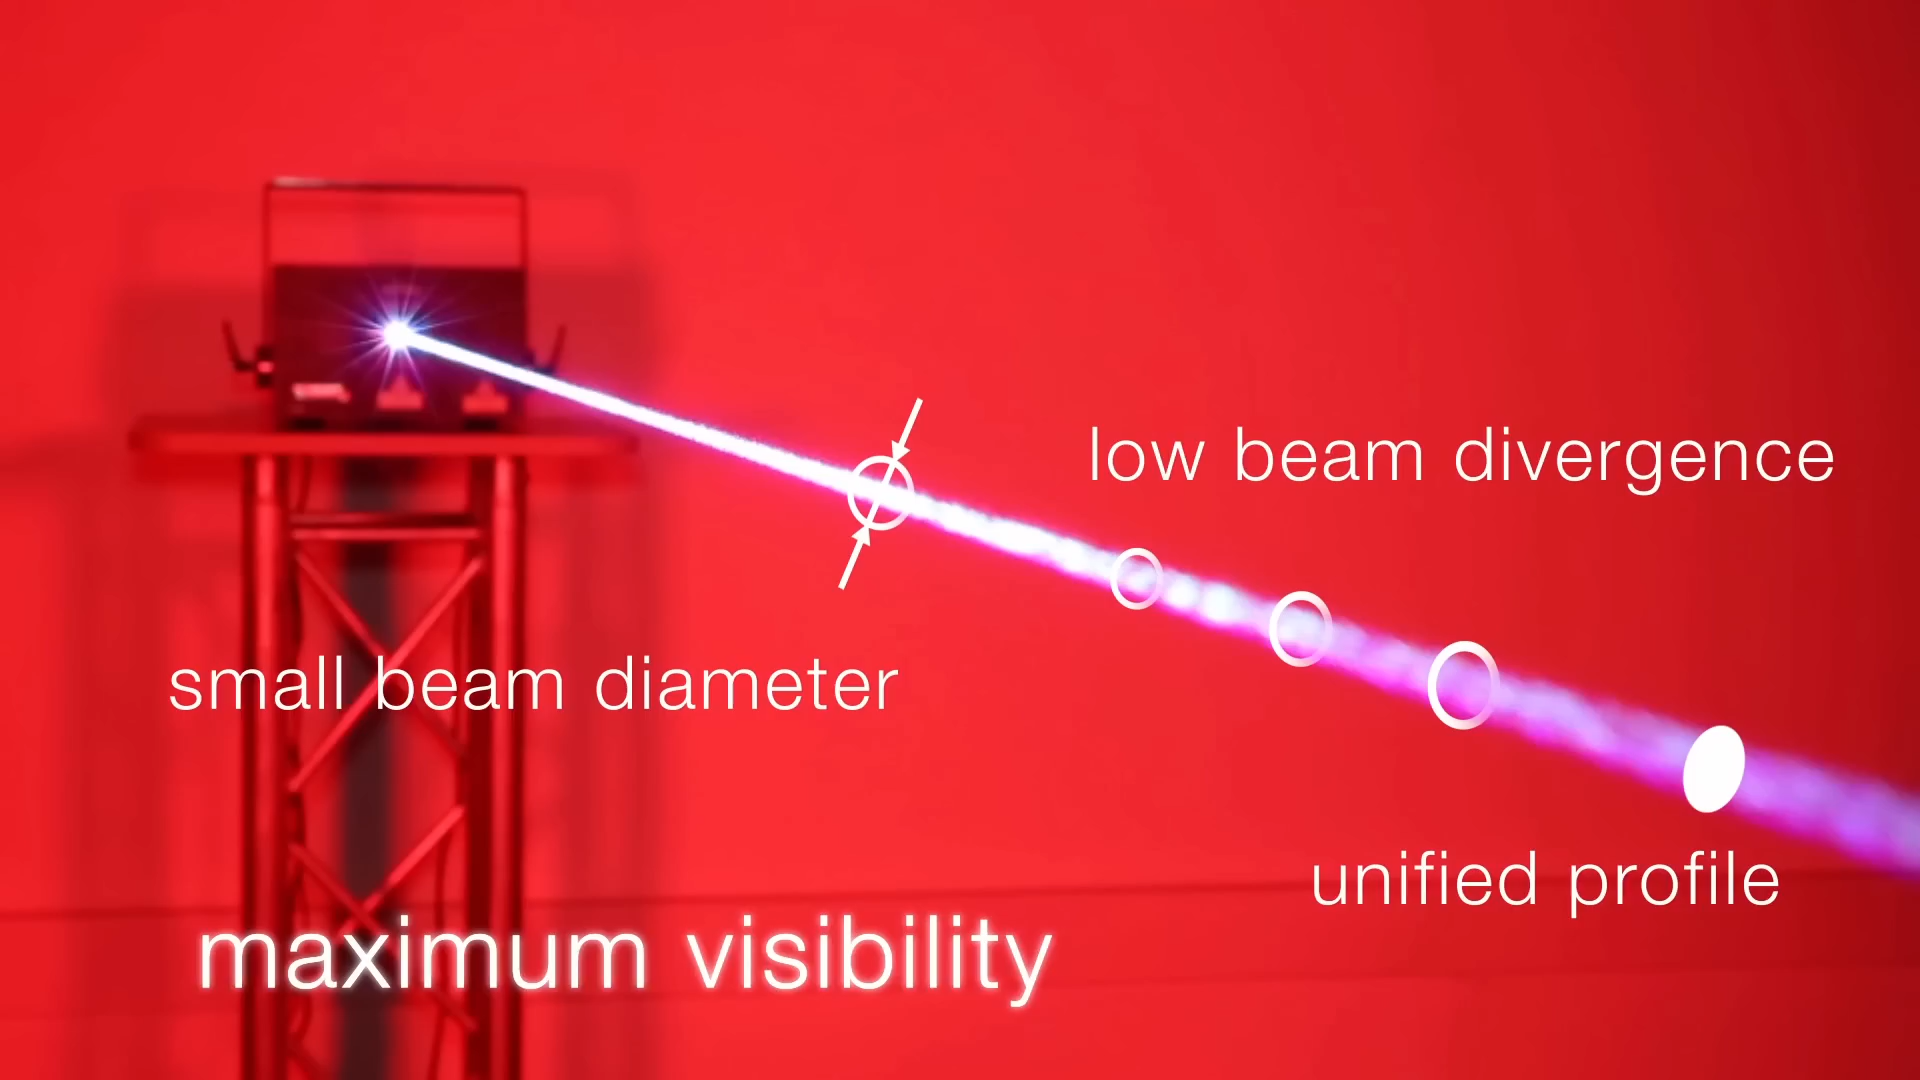 low beam divergence
small beam diameter
unified profile
maximum visibility